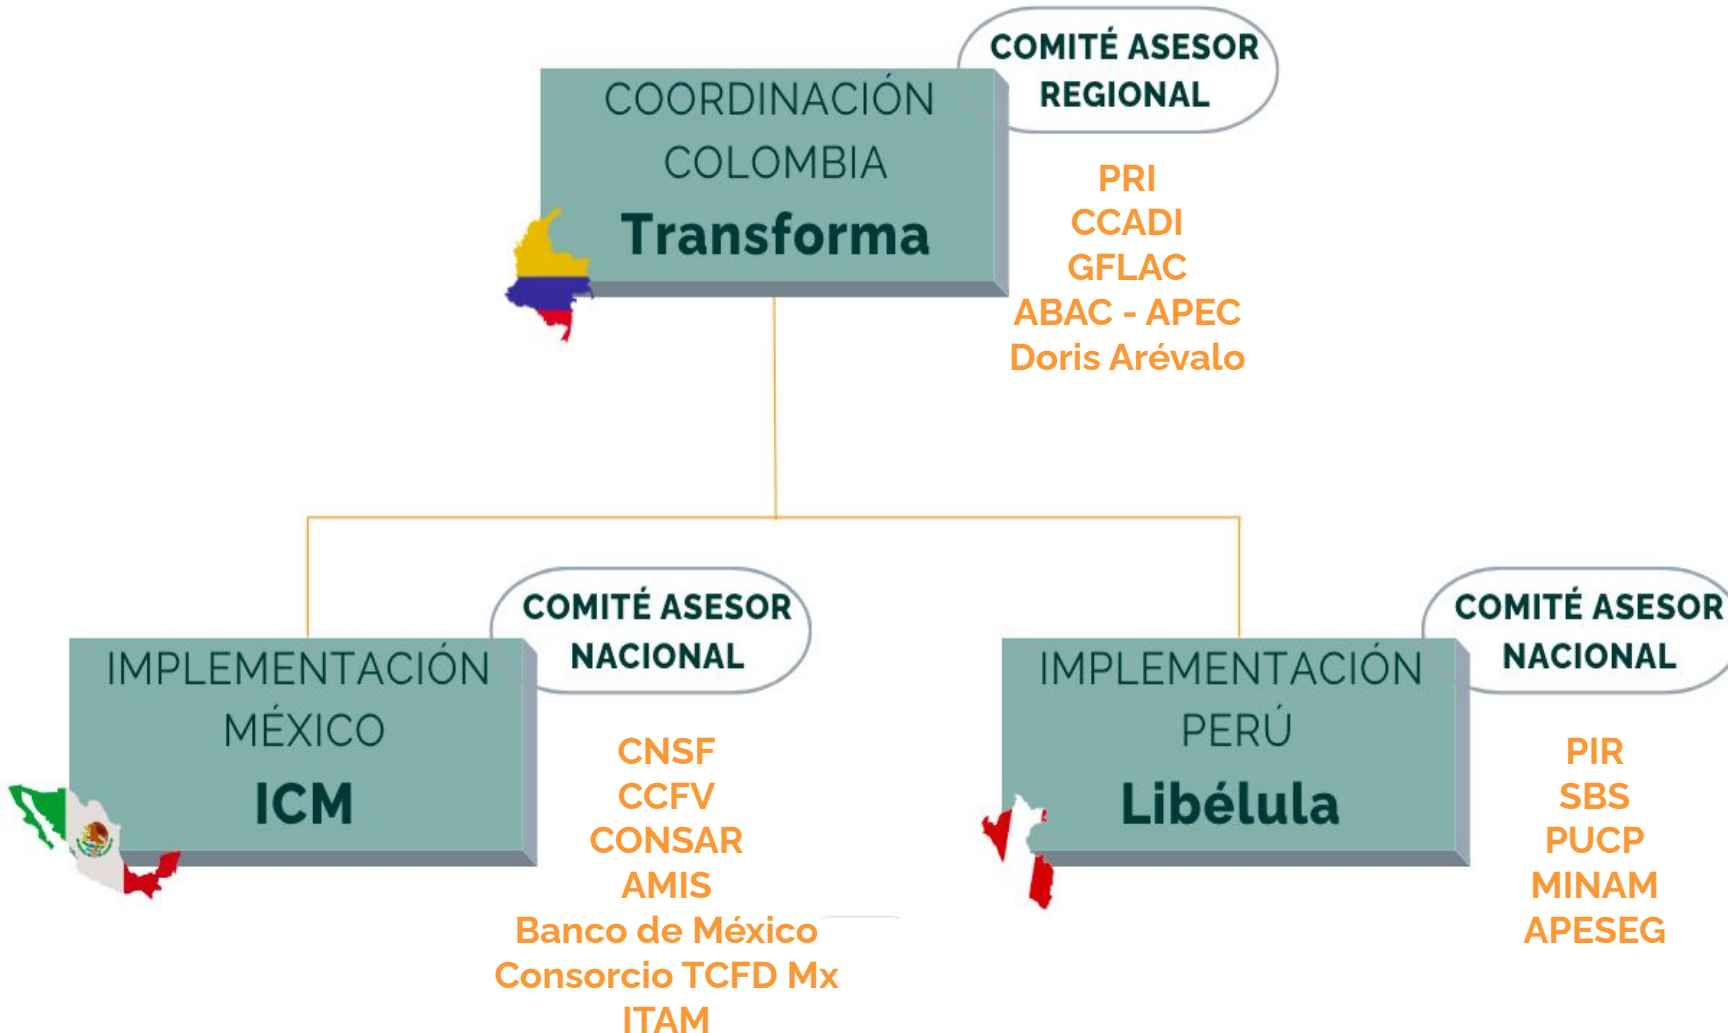 COMITÉ ASESOR
REGIONAL
COORDINACIÓN
COLOMBIA
Transforma
PRI
CCADI
GFLAC
ABAC - APEC
Doris Arévalo
COMITÉ ASESOR
NACIONAL
IMPLEMENTACIÓN
MÉXICO
ICM
CNSF
CCFV
CONSAR
AMIS
Banco de México
Consorcio TCFD Mx
ITAM
COMITÉ ASESOR
NACIONAL
IMPLEMENTACIÓN
PERÚ
Libélula
PIR
SBS
PUCP
MINAM
APESEG